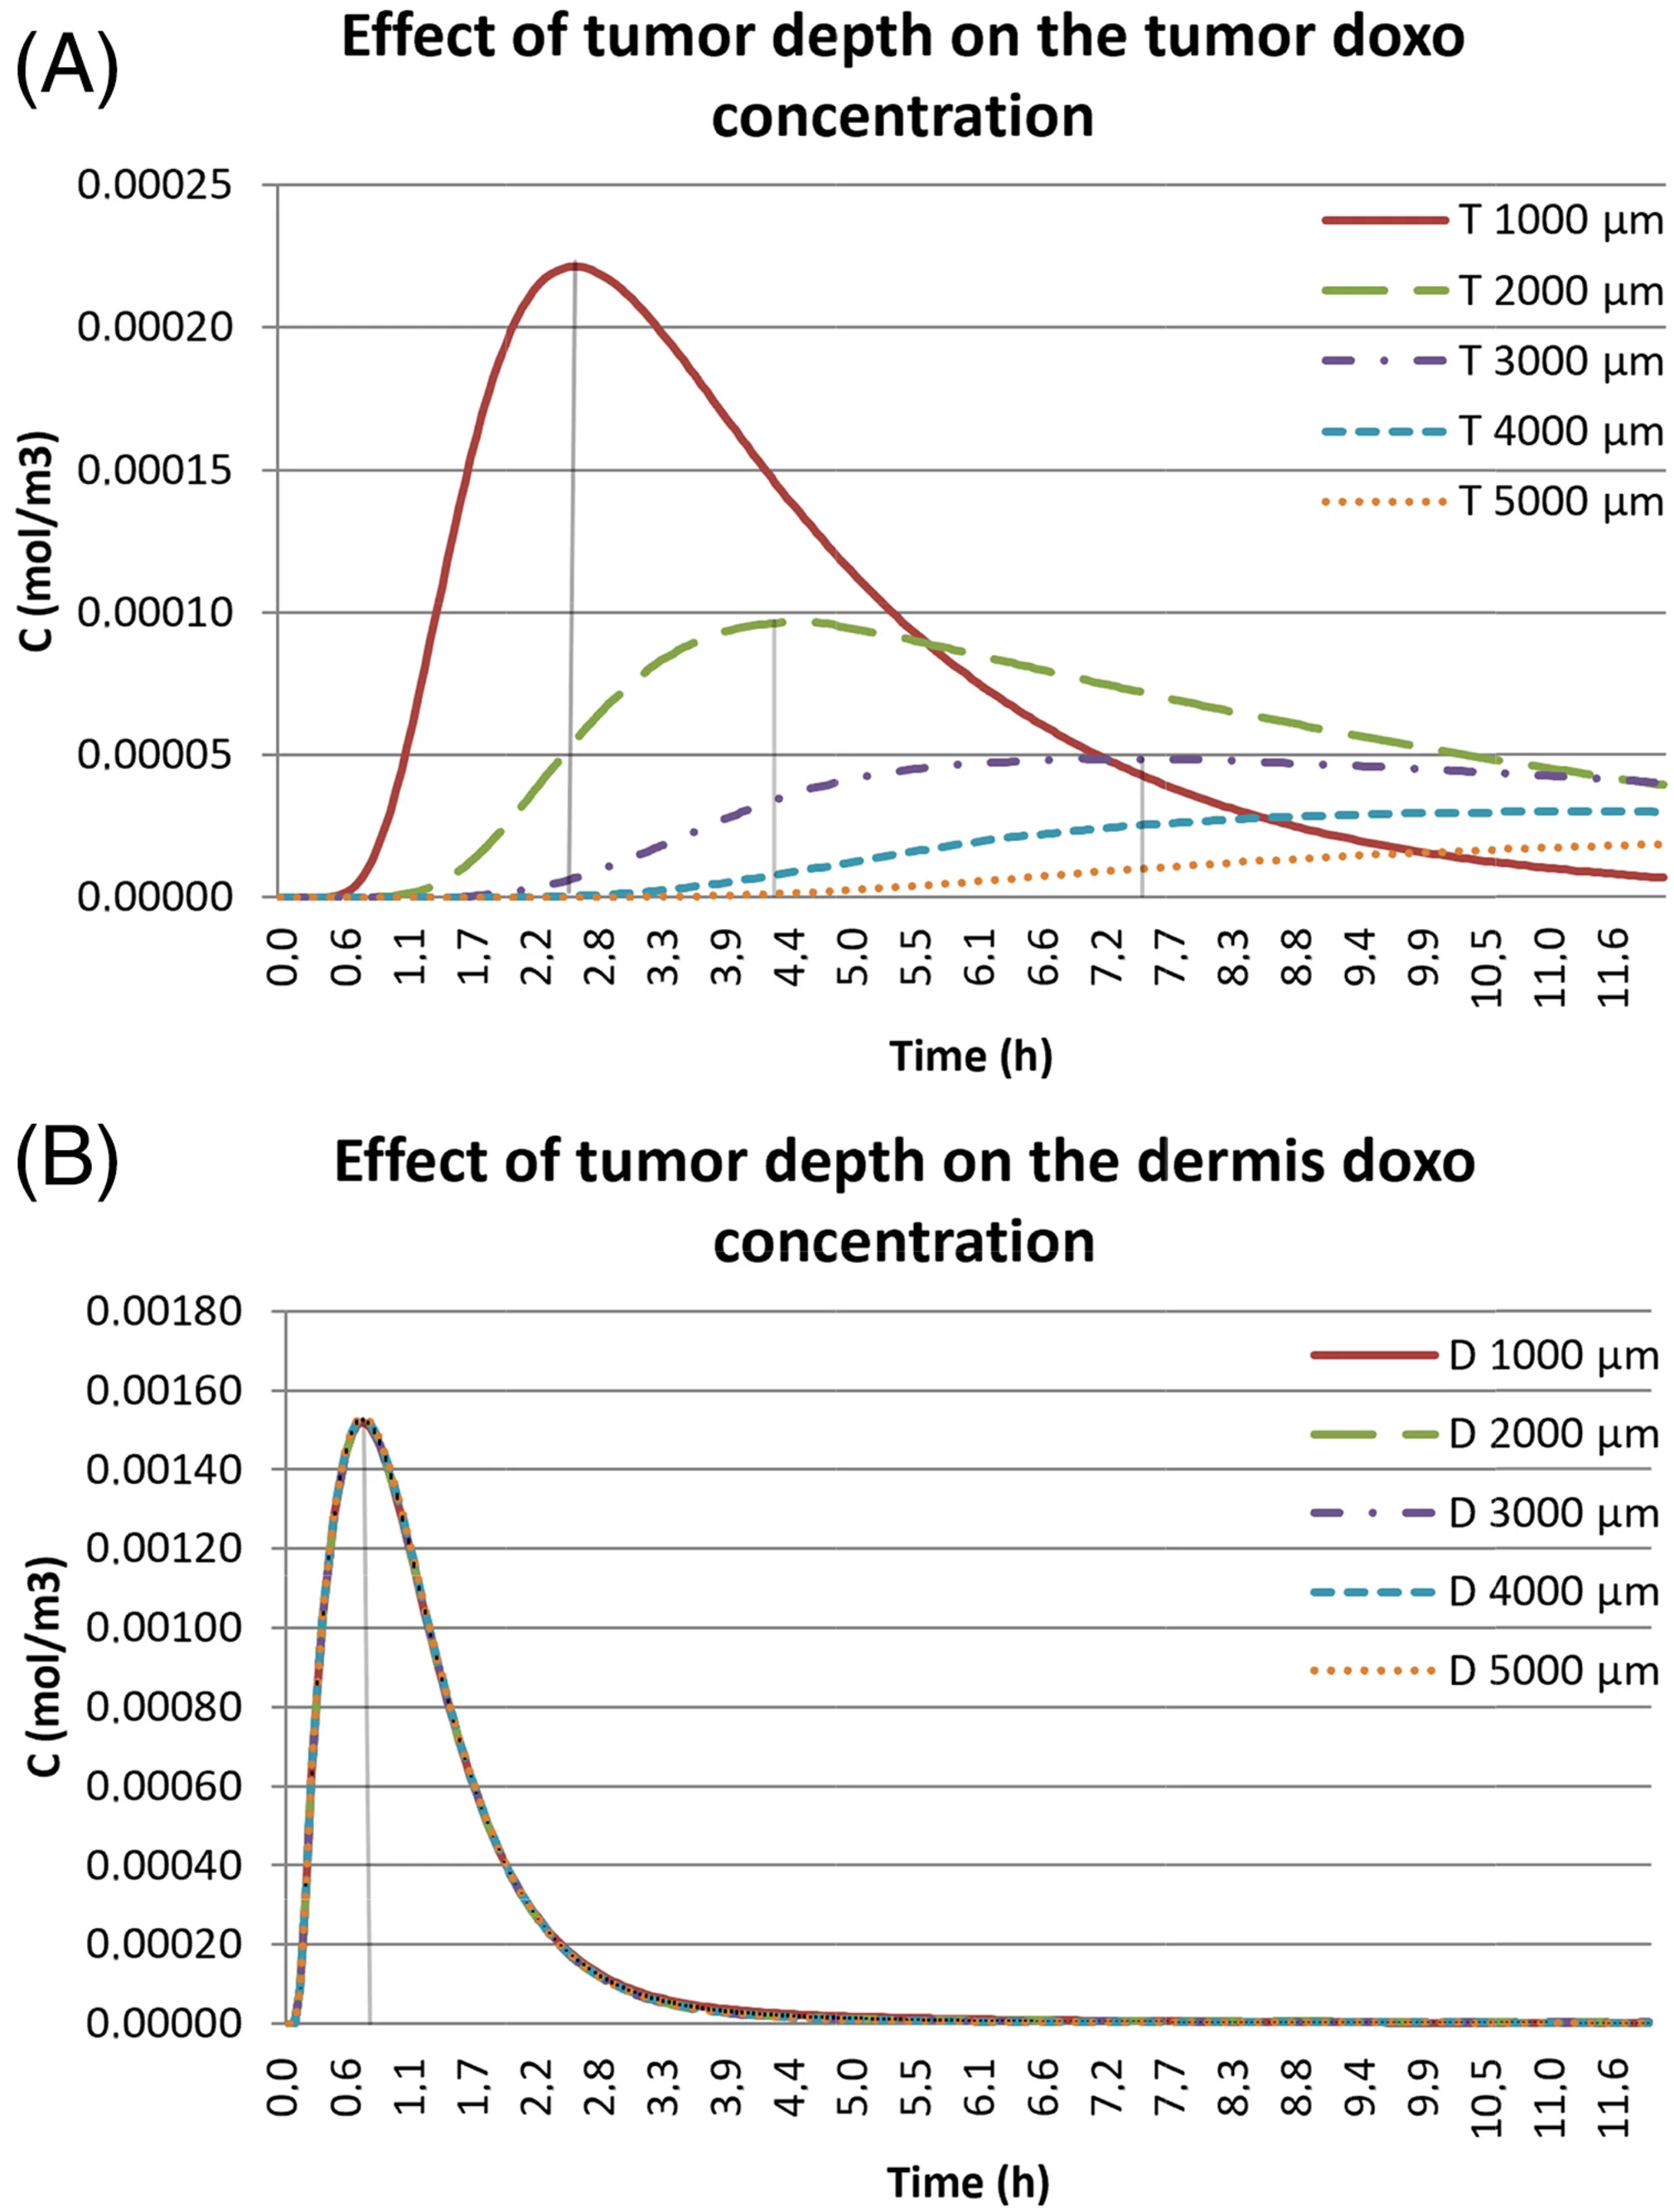 (A)
Effect of tumor depth on the tumor doxo
concentration
0.00025
0.00020
0.00015
0.00010
0.00005
0.00000
C (mol/m3)
T 1000 µm
T 2000 µm
T 3000 µm
T 4000 µm
T 5000 µm
0,0 0,6 1,1 1,7 2,2 2,8 3,3 3,9 4,4 5,0 5,5 6,1 6,6 7,2 7,7 8,3 8,8 9,4 9,9 10,5 11,0 11,6
Time (h)
(B)
Effect of tumor depth on the dermis doxo
concentration
0.00180
0.00160
0.00140
0.00120
0.00100
0.00080
0.00060
0.00040
0.00020
0.00000
C (mol/m3)
D 1000 µm
D 2000 µm
D 3000 µm
D 4000 µm
D 5000 µm
0,0 0,6 1,1 1,7 2,2 2,8 3,3 3,9 4,4 5,0 5,5 6,1 6,6 7,2 7,7 8,3 8,8 9,4 9,9 10,5 11,0 11,6
Time (h)